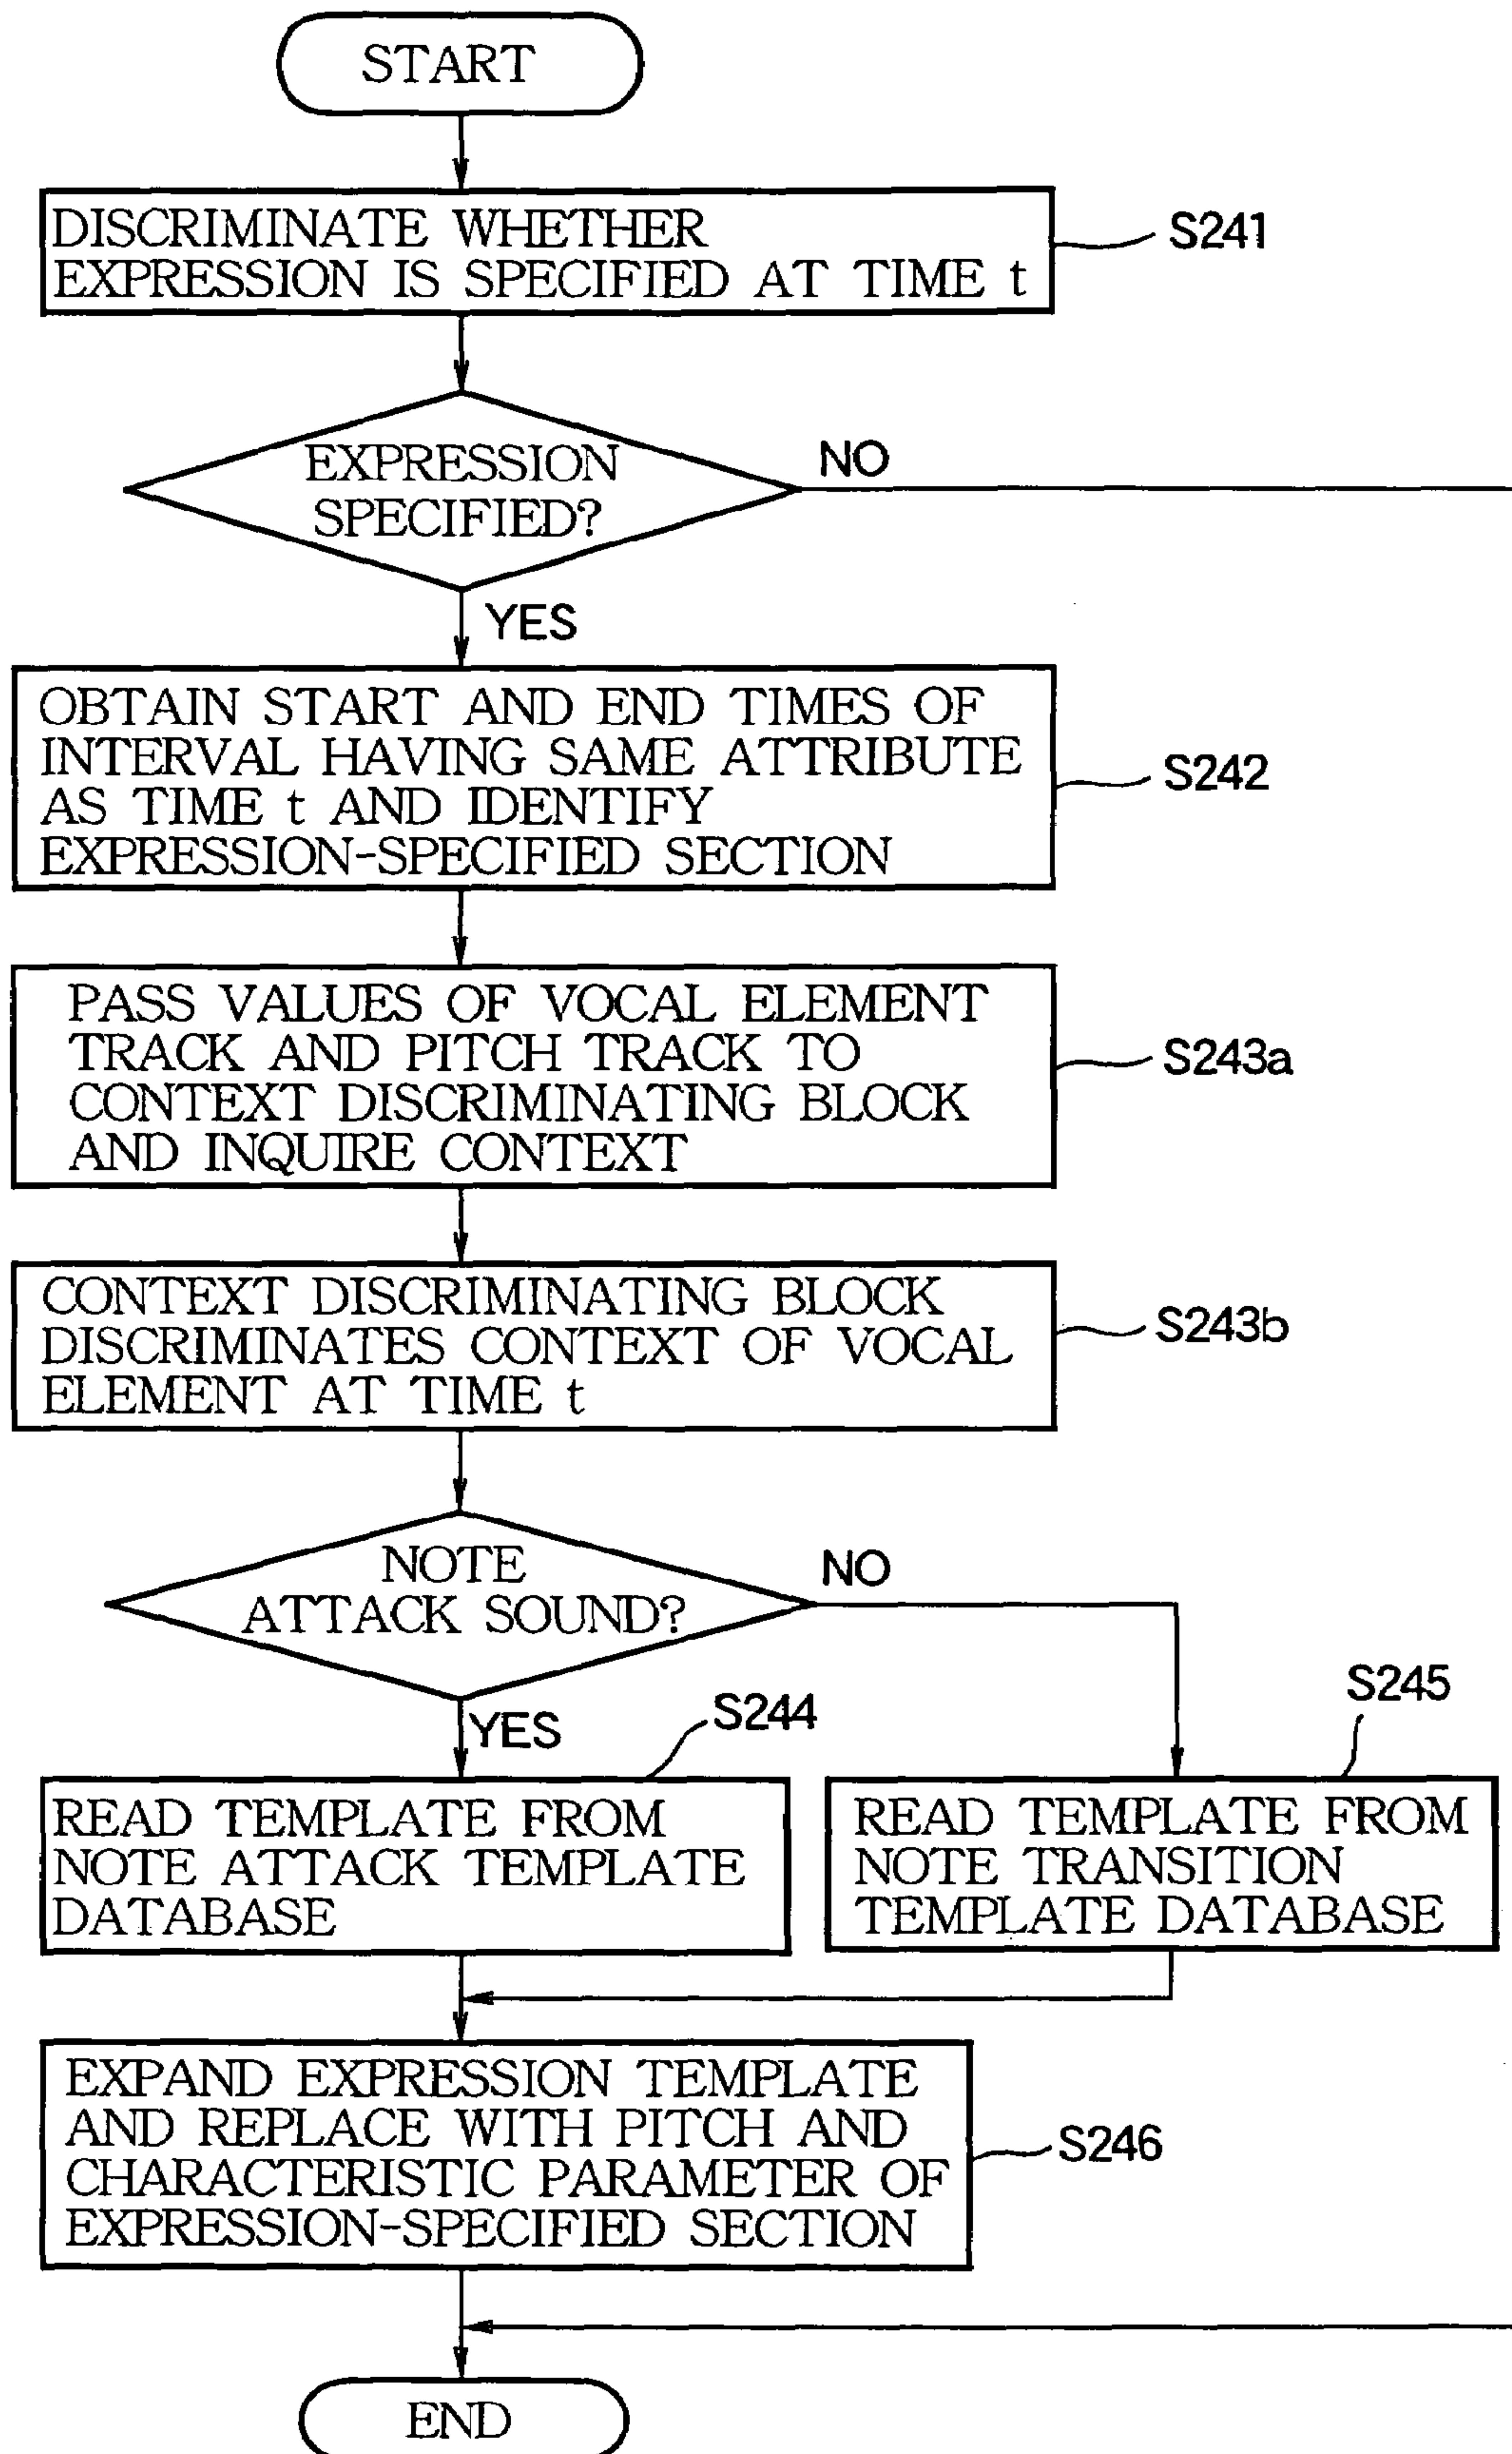 START
DISCRIMINATE WHETHER
EXPRESSION IS SPECIFIED AT TIME t
S241
EXPRESSION
SPECIFIED?
NO
YES
OBTAIN START AND END TIMES OF
INTERVAL HAVING SAME ATTRIBUTE
AS TIME t AND IDENTIFY
EXPRESSION-SPECIFIED SECTION
S242
PASS VALUES OF VOCAL ELEMENT
TRACK AND PITCH TRACK TO
CONTEXT DISCRIMINATING BLOCK
AND INQUIRE CONTEXT
S243a
CONTEXT DISCRIMINATING BLOCK
DISCRIMINATES CONTEXT OF VOCAL
ELEMENT AT TIME t
S243b
NOTE
ATTACK SOUND?
NO
YES
S244
S245
READ TEMPLATE FROM
NOTE ATTACK TEMPLATE
DATABASE
READ TEMPLATE FROM
NOTE TRANSITION
TEMPLATE DATABASE
EXPAND EXPRESSION TEMPLATE
AND REPLACE WITH PITCH AND
CHARACTERISTIC PARAMETER OF
EXPRESSION-SPECIFIED SECTION
S246
END